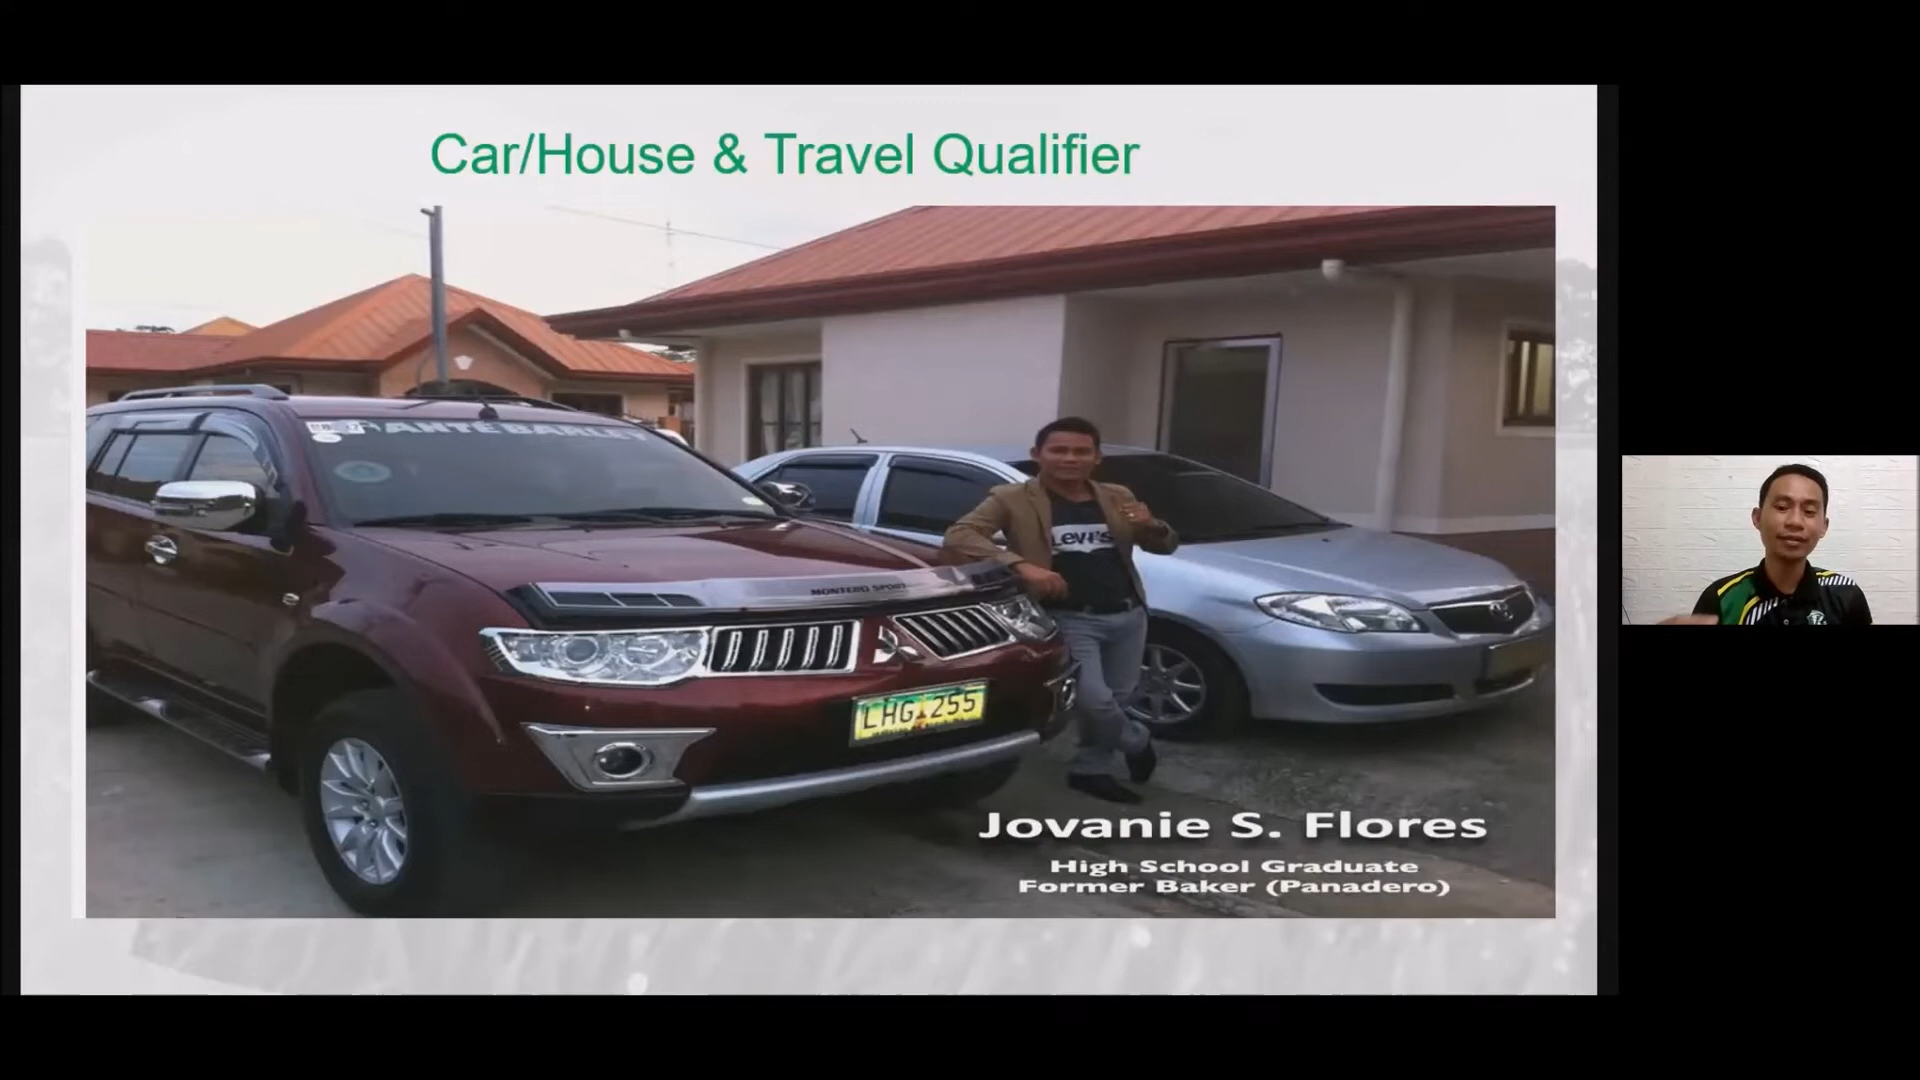 Car/House & Travel Qualifier
ANTE BARLEY
MONTERO SPORT
Levi's
LHG 255
Jovanie S. Flores
High School Graduate
Former Baker (Panadero)